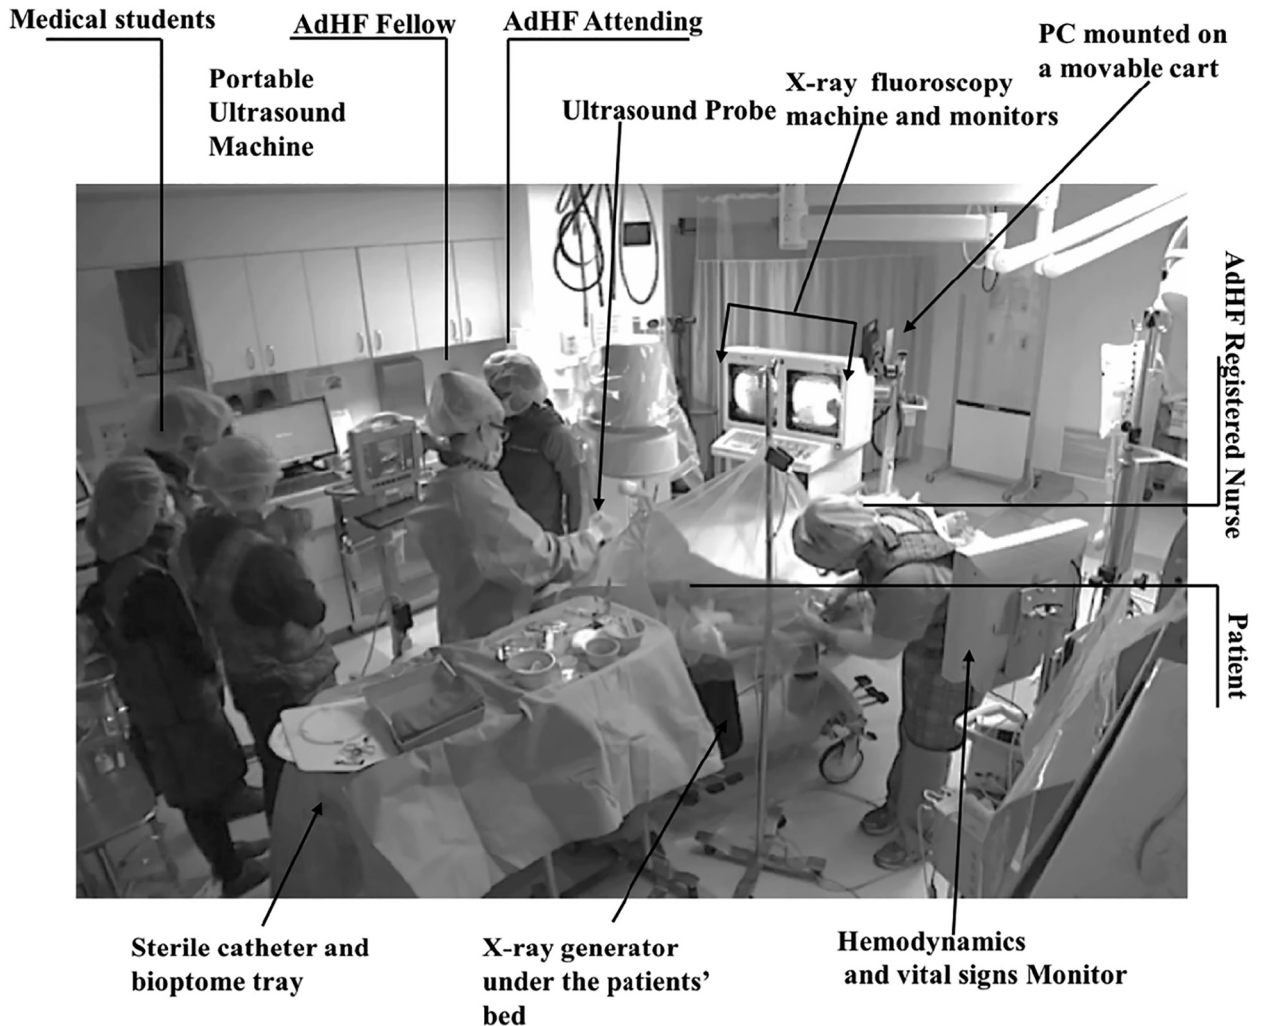 Medical students
AdHF Fellow
AdHF Attending
PC mounted on
a movable cart
Portable
Ultrasound
Machine
Ultrasound Probe
X-ray fluoroscopy
machine and monitors
AdHF Registered Nurse
Patient
Sterile catheter and
bioptome tray
X-ray generator
under the patients’
bed
Hemodynamics
and vital signs Monitor